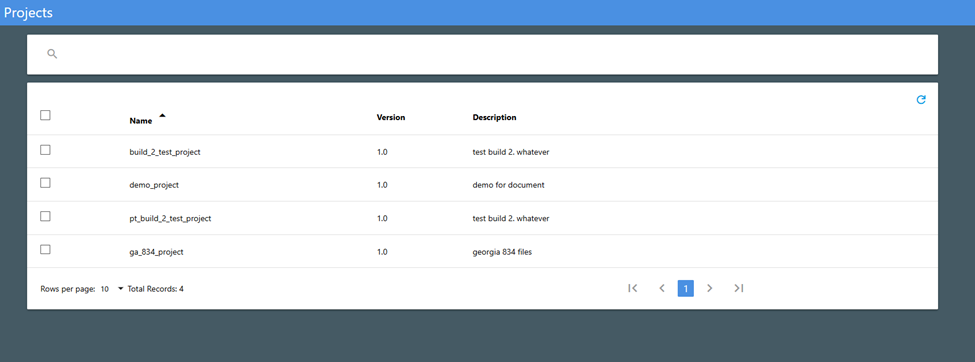 Projects
Name Version Description
build_2_test_project 1.0 test build 2. whatever
demo_project 1.0 demo for document
pt_build_2_test_project 1.0 test build 2. whatever
ga_834_project 1.0 georgia 834 files
Rows per page: 10 Total Records: 4 1